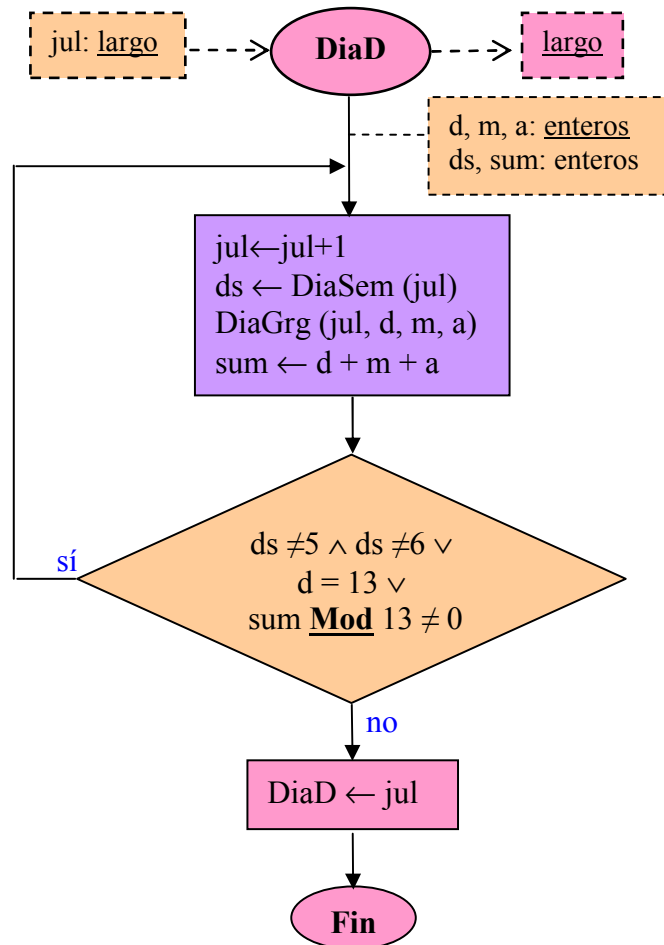 jul: largo
DiaD
largo
d, m, a: enteros
ds, sum: enteros
jul←jul+1
ds ← DiaSem (jul)
DiaGrg (jul, d, m, a)
sum ← d + m + a
sí
ds ≠5 ∧ ds ≠6 ∨
d = 13 ∨
sum Mod 13 ≠ 0
no
DiaD ← jul
Fin